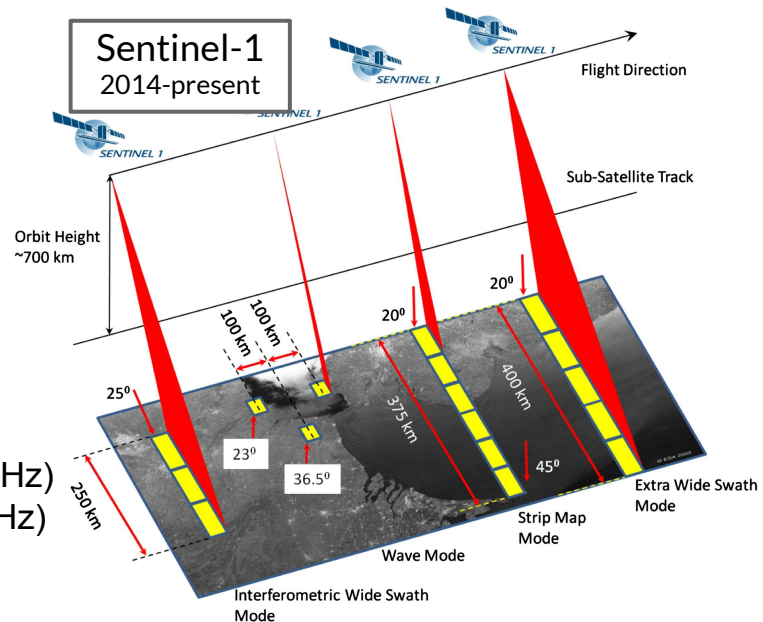 Sentinel-1
2014-present
SENTINEL 1
SENTINEL 1
SENTINEL 1
SENTINEL 1
Flight Direction
Sub-Satellite Track
Orbit Height
~700 km
100 km
100 km
20⁰
20⁰
25⁰
23⁰
36.5⁰
375 km
400 km
45⁰
250 km
© ESA 2002
Hz)
Hz)
Extra Wide Swath
Mode
Strip Map
Mode
Wave Mode
Interferometric Wide Swath
Mode